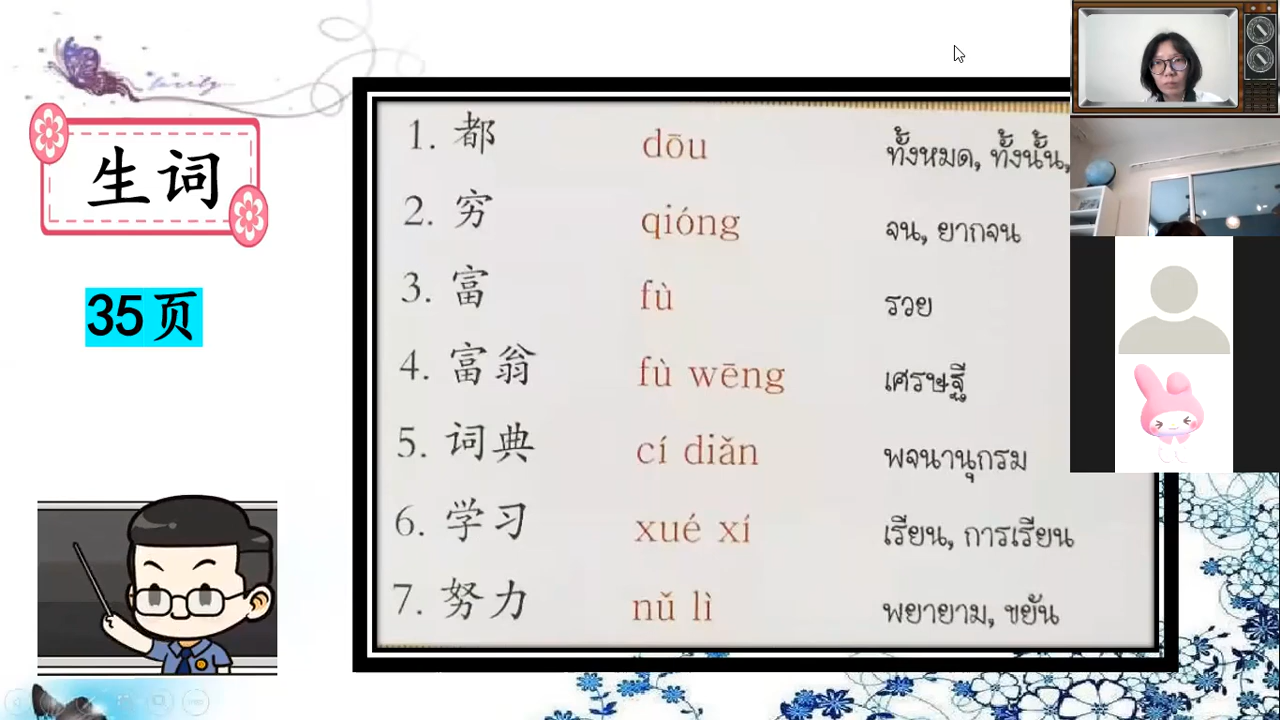 生词
35页
1. 都 dōu ทั้งหมด, ทั้งนั้น,
2. 穷 qióng จน, ยากจน
3. 富 fù รวย
4. 富翁 fù wēng เศรษฐี
5. 词典 cí diǎn พจนานุกรม
6. 学习 xué xí เรียน, การเรียน
7. 努力 nǔ lì พยายาม, ขยัน